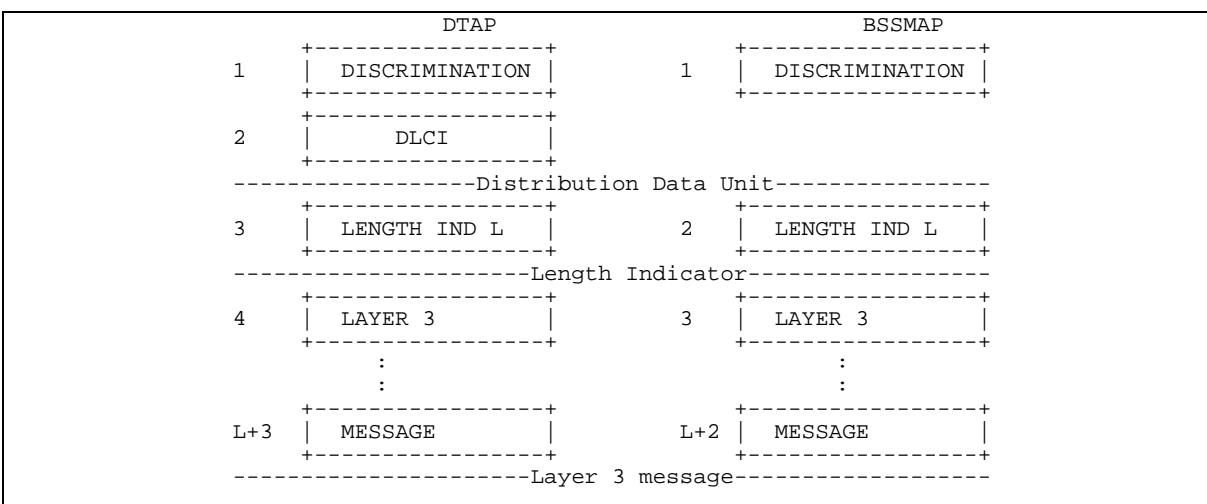 DTAP BSSMAP
+-----------------+ +-----------------+
1 | DISCRIMINATION | 1 | DISCRIMINATION |
+-----------------+ +-----------------+
+-----------------+
2 | DLCI |
+-----------------+
------------------Distribution Data Unit----------------
+-----------------+ +-----------------+
3 | LENGTH IND L | 2 | LENGTH IND L |
+-----------------+ +-----------------+
----------------------Length Indicator------------------
+-----------------+ +-----------------+
4 | LAYER 3 | 3 | LAYER 3 |
+-----------------+ +-----------------+
: :
: :
+-----------------+ +-----------------+
L+3 | MESSAGE | L+2 | MESSAGE |
+-----------------+ +-----------------+
----------------------Layer 3 message-------------------